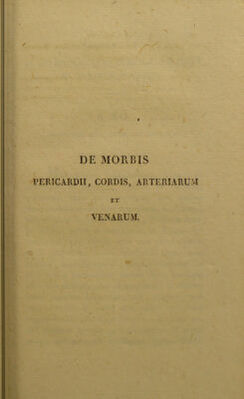 DE MORBIS
PERICARDII, CORDIS, ARTERIARUM
ET
VENARUM.